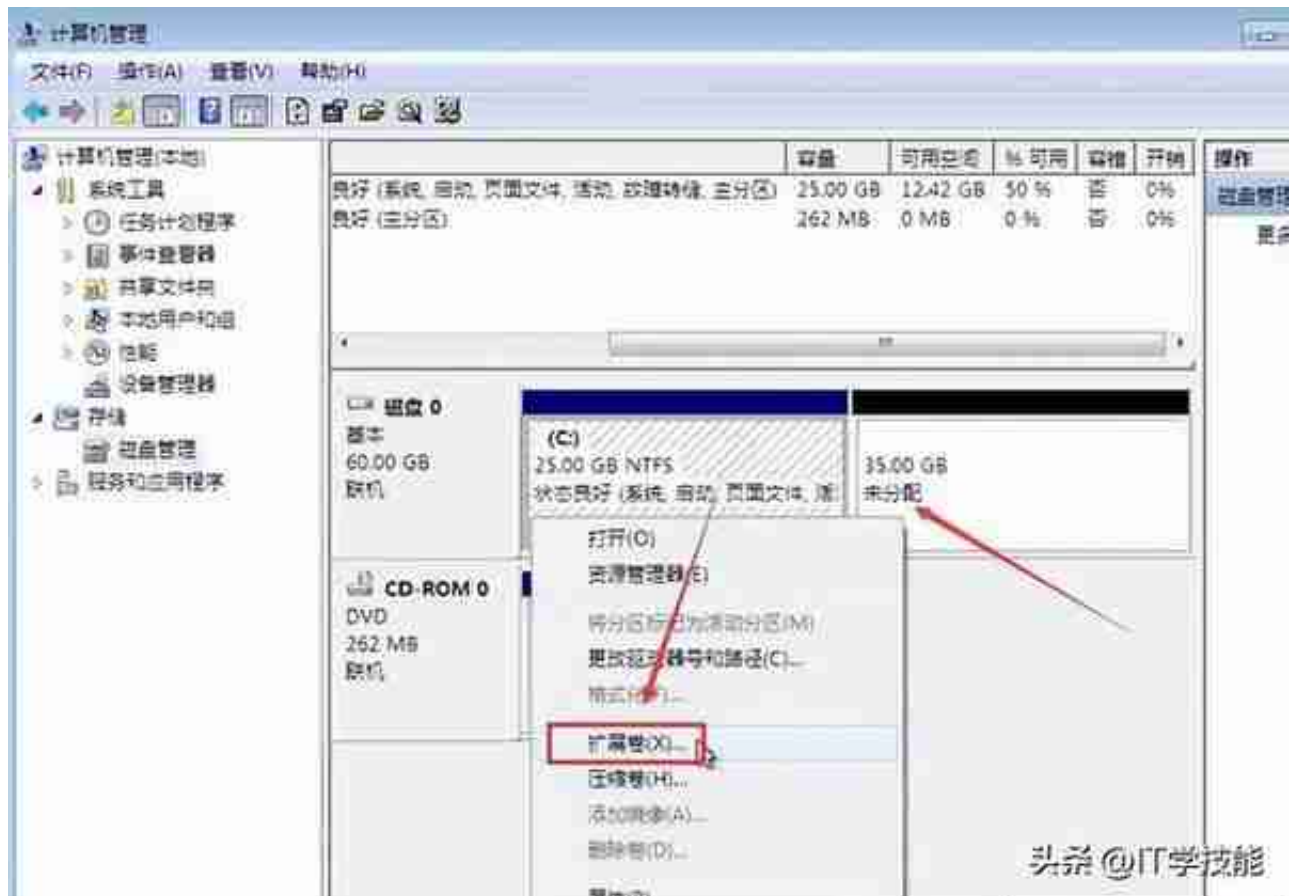 计算机管理
文件(F) 操作(A) 查看(V) 帮助(H)
计算机管理(本地)
系统工具
任务计划程序
事件查看器
共享文件夹
本地用户和组
性能
设备管理器
存储
磁盘管理
服务和应用程序
容量 可用空间 % 可用 容错 开销
良好 (系统, 启动, 页面文件, 活动, 故障转储, 主分区) 25.00 GB 12.42 GB 50 % 否 0%
良好 (主分区) 262 MB 0 MB 0 % 否 0%
磁盘 0
基本
60.00 GB
联机
(C:)
25.00 GB NTFS
状态良好 (系统, 启动, 页面文件, 活
35.00 GB
未分配
CD-ROM 0
DVD
262 MB
联机
打开(O)
资源管理器(E)
将分区标记为活动分区(M)
更改驱动器号和路径(C)...
扩展卷(X)...
压缩卷(H)...
添加镜像(A)...
删除卷(D)...
操作
磁盘管理
更多
头条 @IT学技能